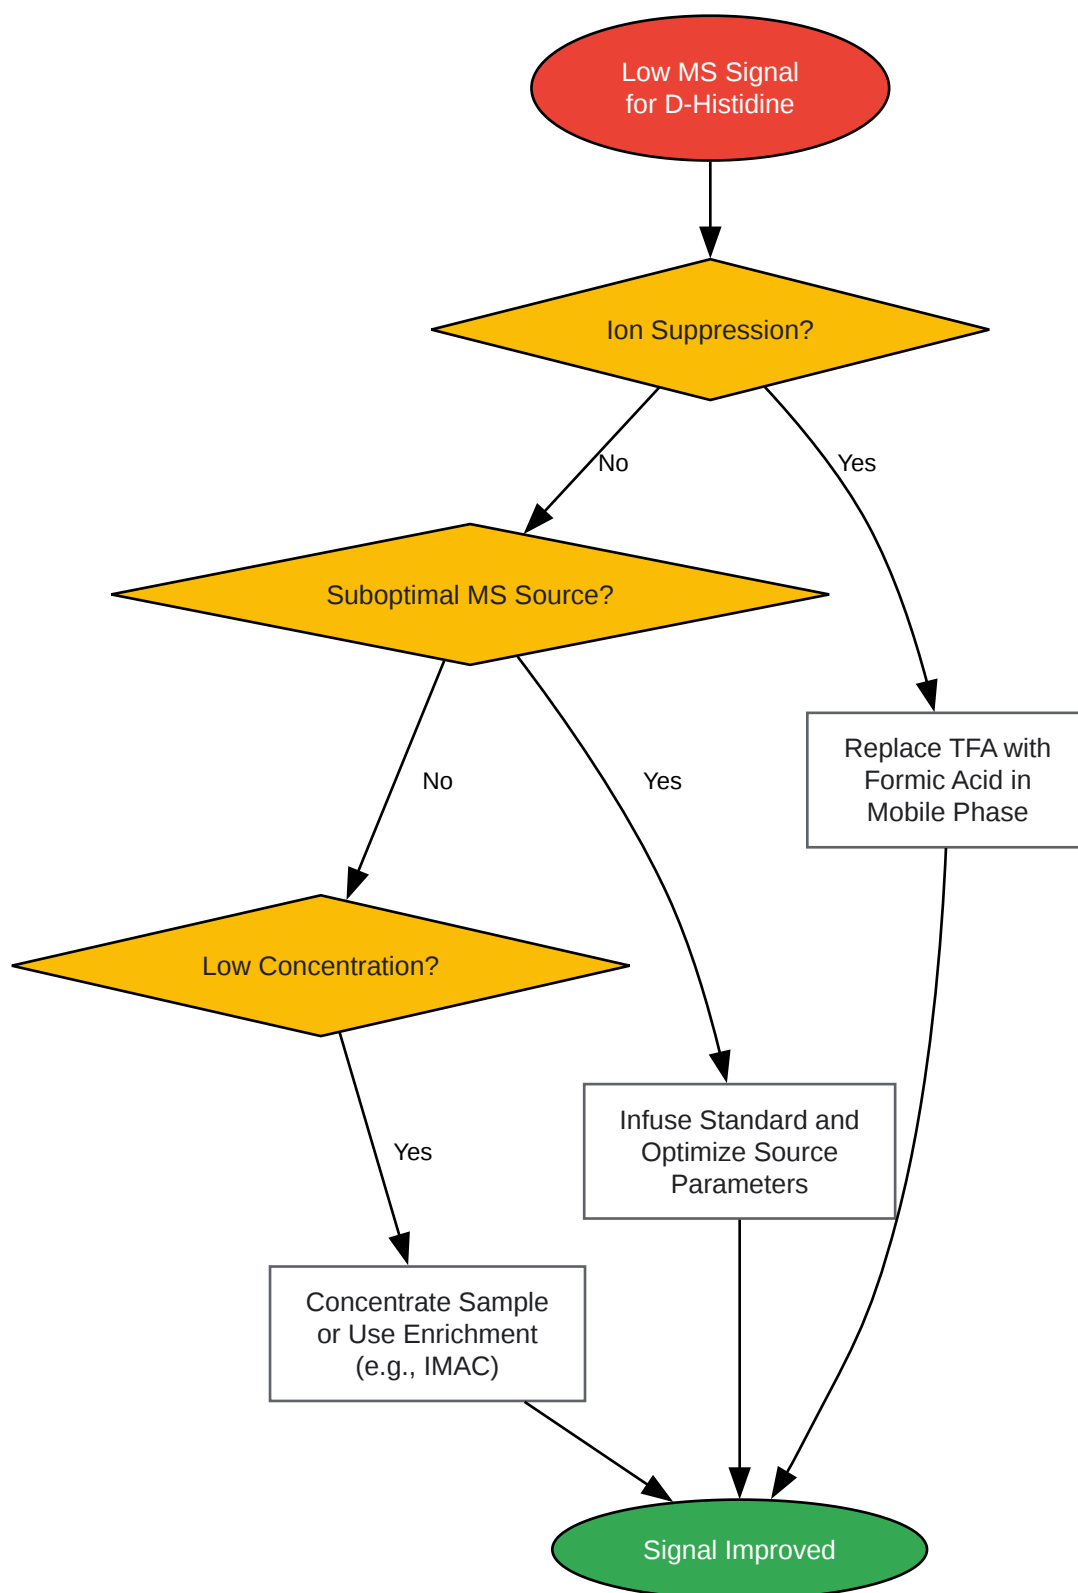 Low MS Signal
for D-Histidine
Ion Suppression?
No
Yes
Suboptimal MS Source?
Replace TFA with
Formic Acid in
Mobile Phase
No
Yes
Low Concentration?
Infuse Standard and
Optimize Source
Parameters
Yes
Concentrate Sample
or Use Enrichment
(e.g., IMAC)
Signal Improved